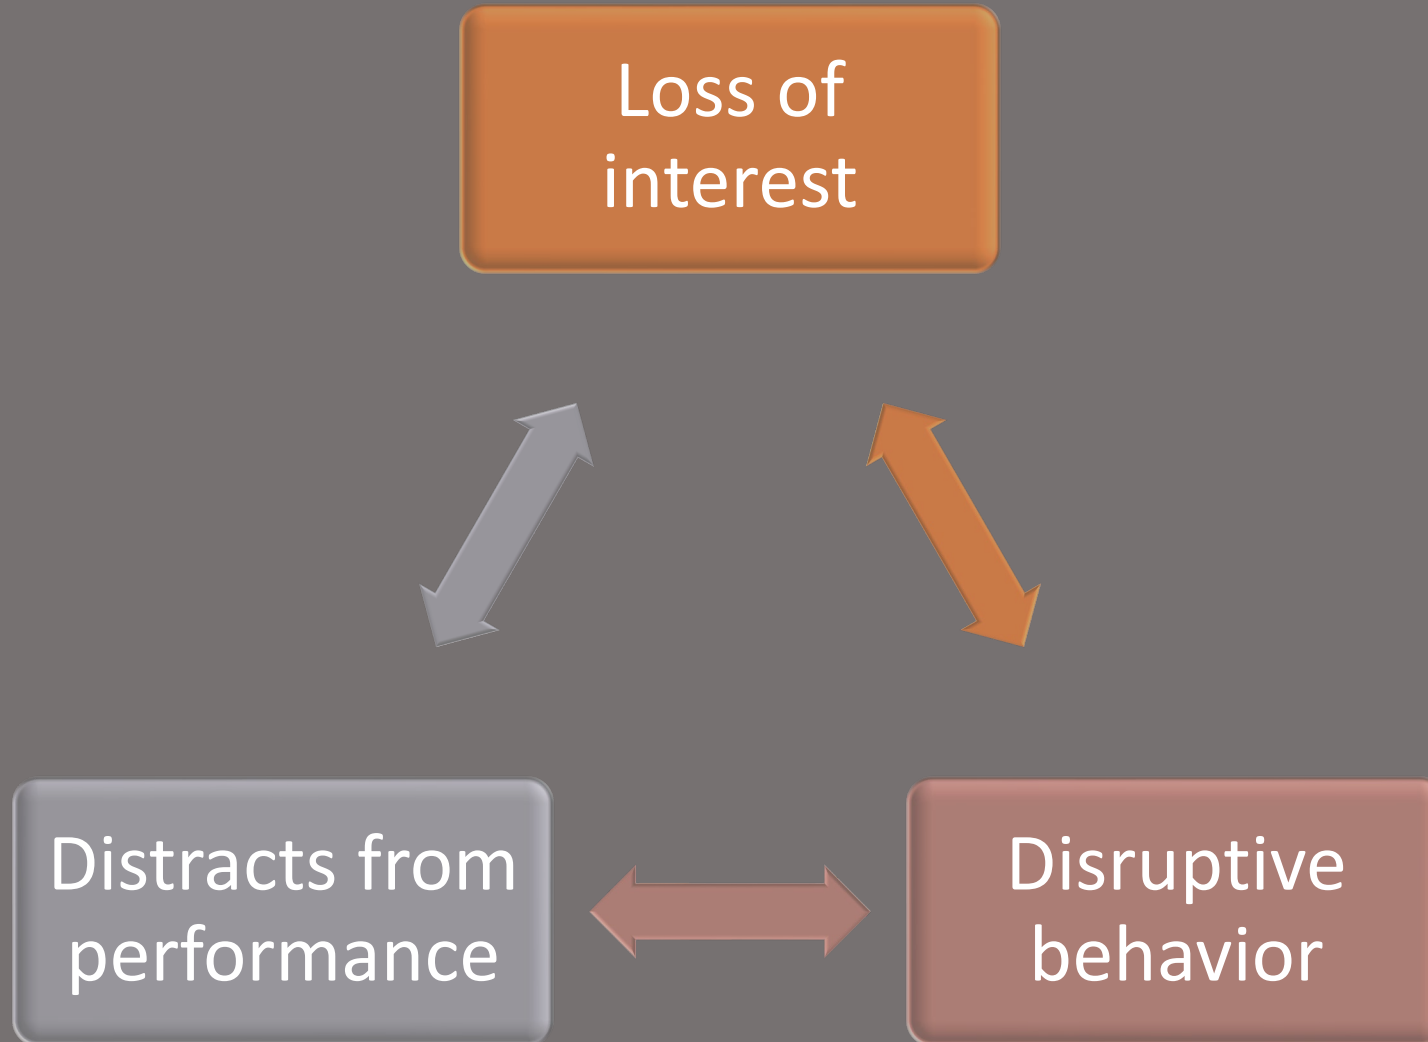 Loss of
interest
Distracts from
performance
Disruptive
behavior